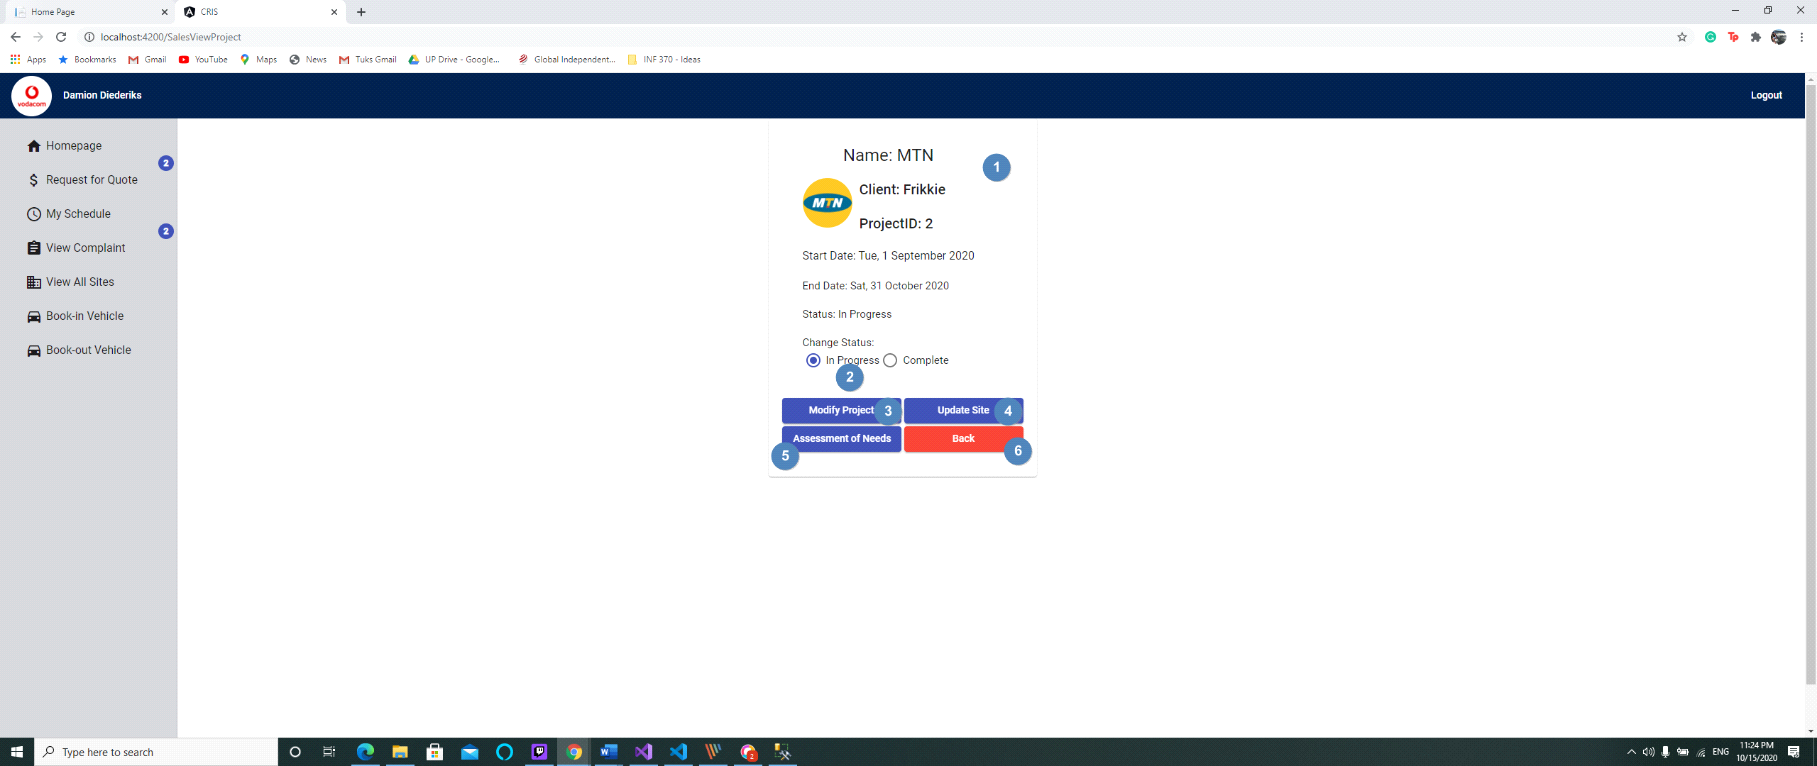 Home Page
CRIS
localhost:4200/SalesViewProject
Apps
Bookmarks
Gmail
YouTube
Maps
News
Tuks Gmail
UP Drive - Google...
Global Independent...
INF 370 - Ideas
vodacom
Damion Diederiks
Logout
Homepage
2
Request for Quote
My Schedule
2
View Complaint
View All Sites
Book-in Vehicle
Book-out Vehicle
Name: MTN
1
MTN
Client: Frikkie
ProjectID: 2
Start Date: Tue, 1 September 2020
End Date: Sat, 31 October 2020
Status: In Progress
Change Status:
In Progress Complete
2
Modify Project 3 Update Site 4
Assessment of Needs Back
5 6
Type here to search
2
ENG
11:24 PM
10/15/2020